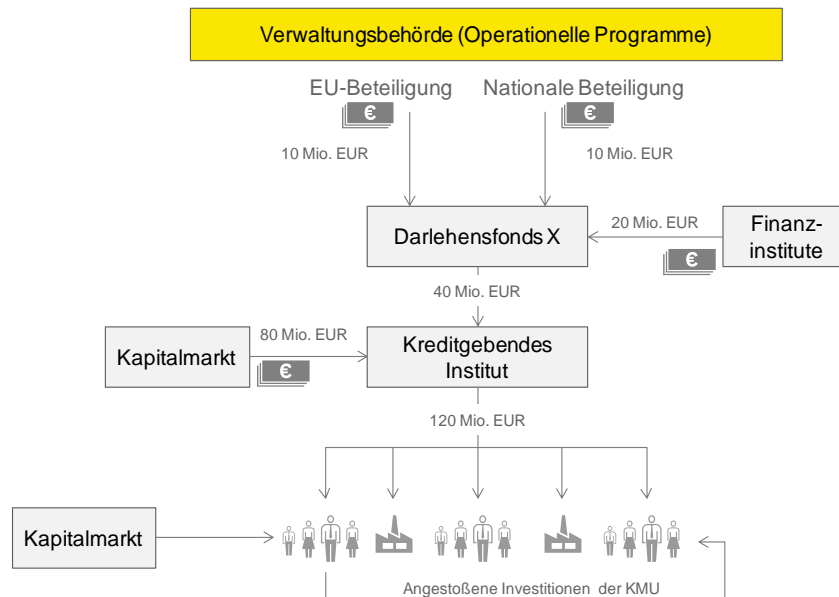 Verwaltungsbehörde (Operationelle Programme)
EU-Beteiligung
Nationale Beteiligung
€
€
10 Mio. EUR
10 Mio. EUR
Darlehensfonds X
20 Mio. EUR
Finanz-
institute
€
40 Mio. EUR
Kapitalmarkt
80 Mio. EUR
€
Kreditgebendes
Institut
120 Mio. EUR
Kapitalmarkt
Angestoßene Investitionen der KMU